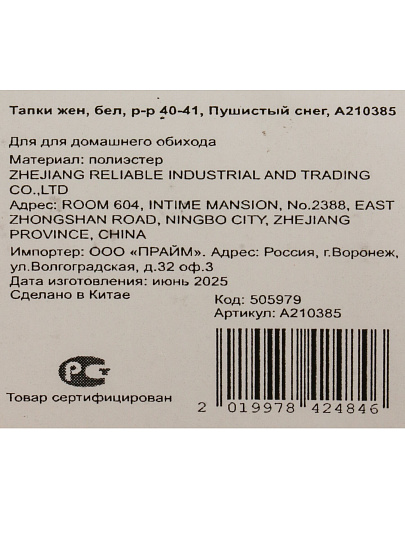 Тапки жен, бел, р-р 40-41, Пушистый снег, А210385
Для для домашнего обихода
Материал: полиэстер
ZHEJIANG RELIABLE INDUSTRIAL AND TRADING
CO.,LTD
Адрес: ROOM 604, INTIME MANSION, No.2388, EAST
ZHONGSHAN ROAD, NINGBO CITY, ZHEJIANG
PROVINCE, CHINA
Импортер: ООО «ПРАЙМ». Адрес: Россия, г.Воронеж,
ул.Волгоградская, д.32 оф.3
Дата изготовления: июнь 2025
Сделано в Китае
Код: 505979
Артикул: А210385
РСТ
Товар сертифицирован
2 019978 424846